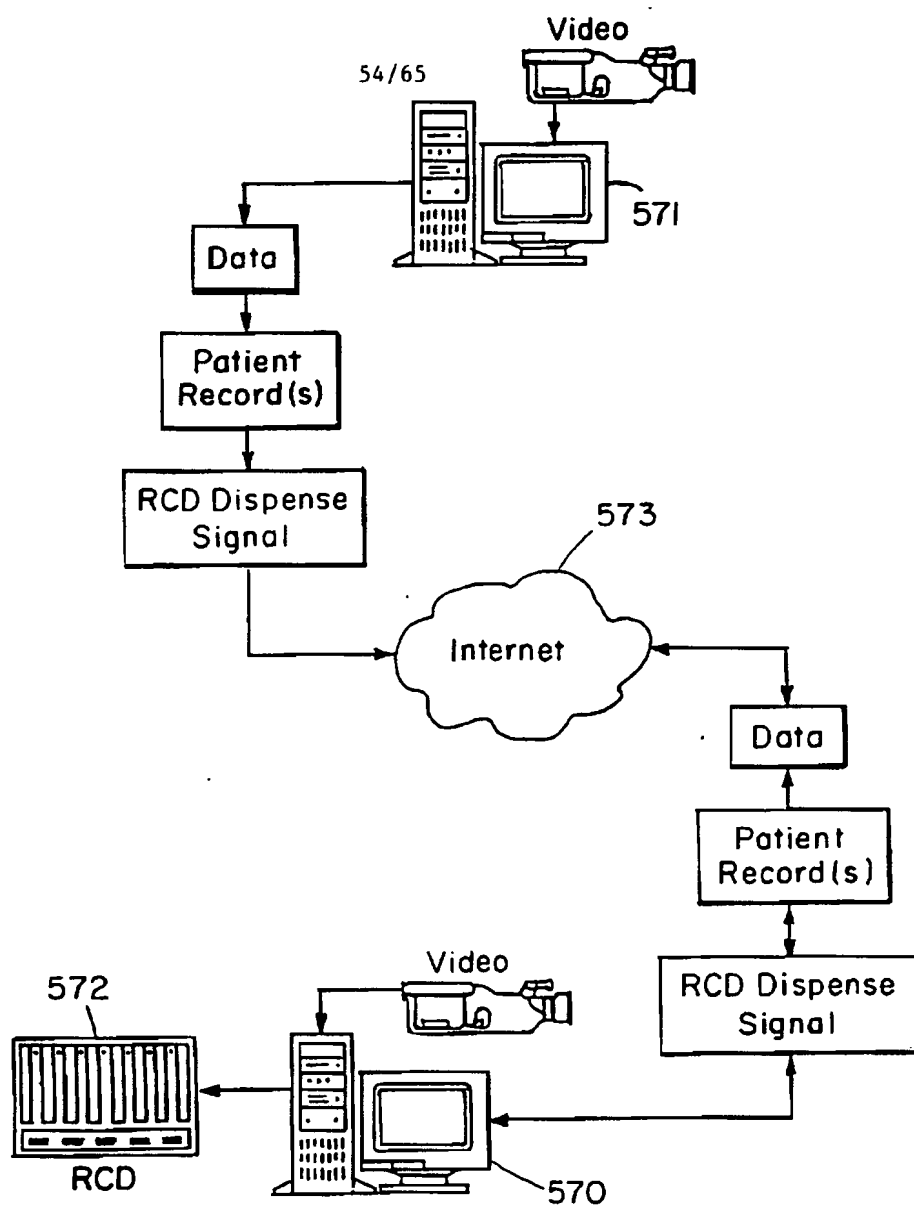 Video
54/65
571
Data
Patient
Record(s)
RCD Dispense
Signal
573
Internet
Data
Patient
Record(s)
RCD Dispense
Signal
Video
572
RCD
570